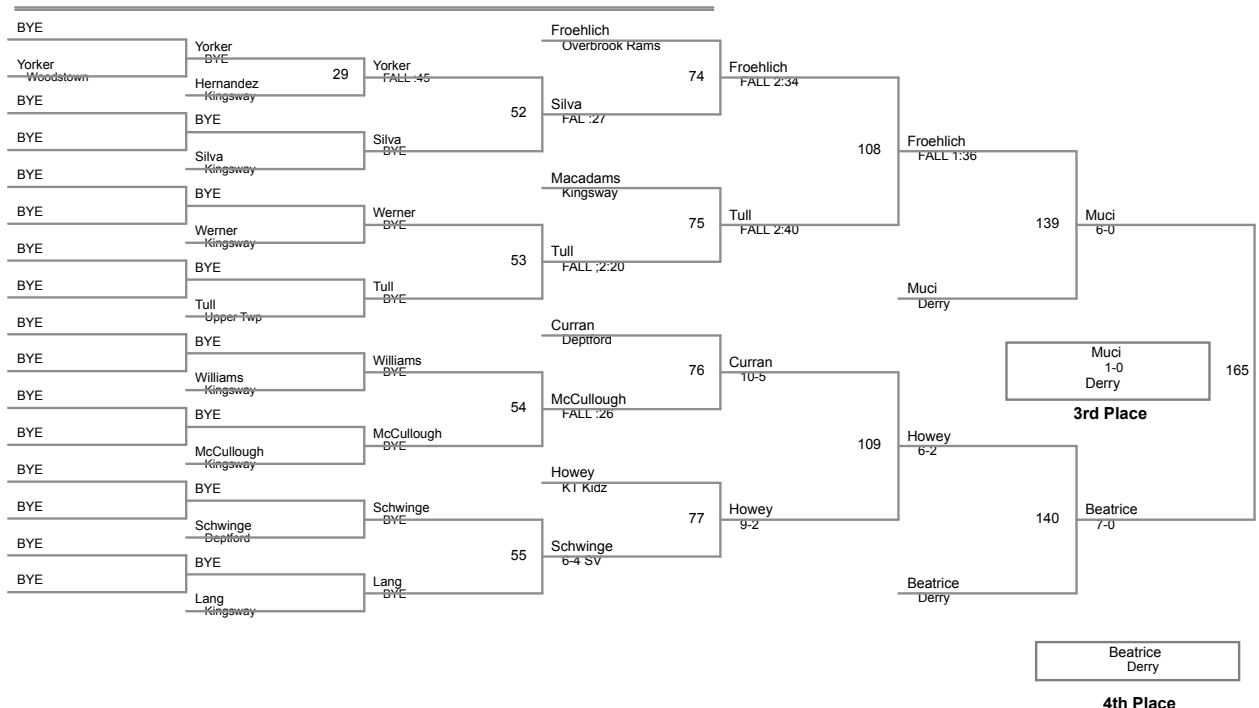 BYE
Yorker
Woodstown
BYE
BYE
BYE
BYE
BYE
BYE
BYE
BYE
BYE
BYE
BYE
BYE
BYE
BYE
Yorker
BYE
Hernandez
Kingsway
BYE
Silva
Kingsway
BYE
Werner
Kingsway
BYE
Tull
Upper Twp
BYE
Williams
Kingsway
BYE
McCullough
Kingsway
BYE
Schwinge
Deptford
BYE
Lang
Kingsway
29
Yorker
FALL :45
Silva
BYE
Werner
BYE
Tull
BYE
Williams
BYE
McCullough
BYE
Schwinge
BYE
Lang
BYE
52
53
54
55
Froehlich
Overbrook Rams
Silva
FAL :27
Macadams
Kingsway
Tull
FALL ;2:20
Curran
Deptford
McCullough
FALL :26
Howey
KT Kidz
Schwinge
6-4 SV
74
75
76
77
Froehlich
FALL 2:34
Tull
FALL 2:40
Curran
10-5
Howey
9-2
108
109
Froehlich
FALL 1:36
Muci
Derry
Howey
6-2
Beatrice
Derry
139
140
Muci
6-0
Beatrice
7-0
165
Muci
1-0
Derry
3rd Place
Beatrice
Derry
4th Place